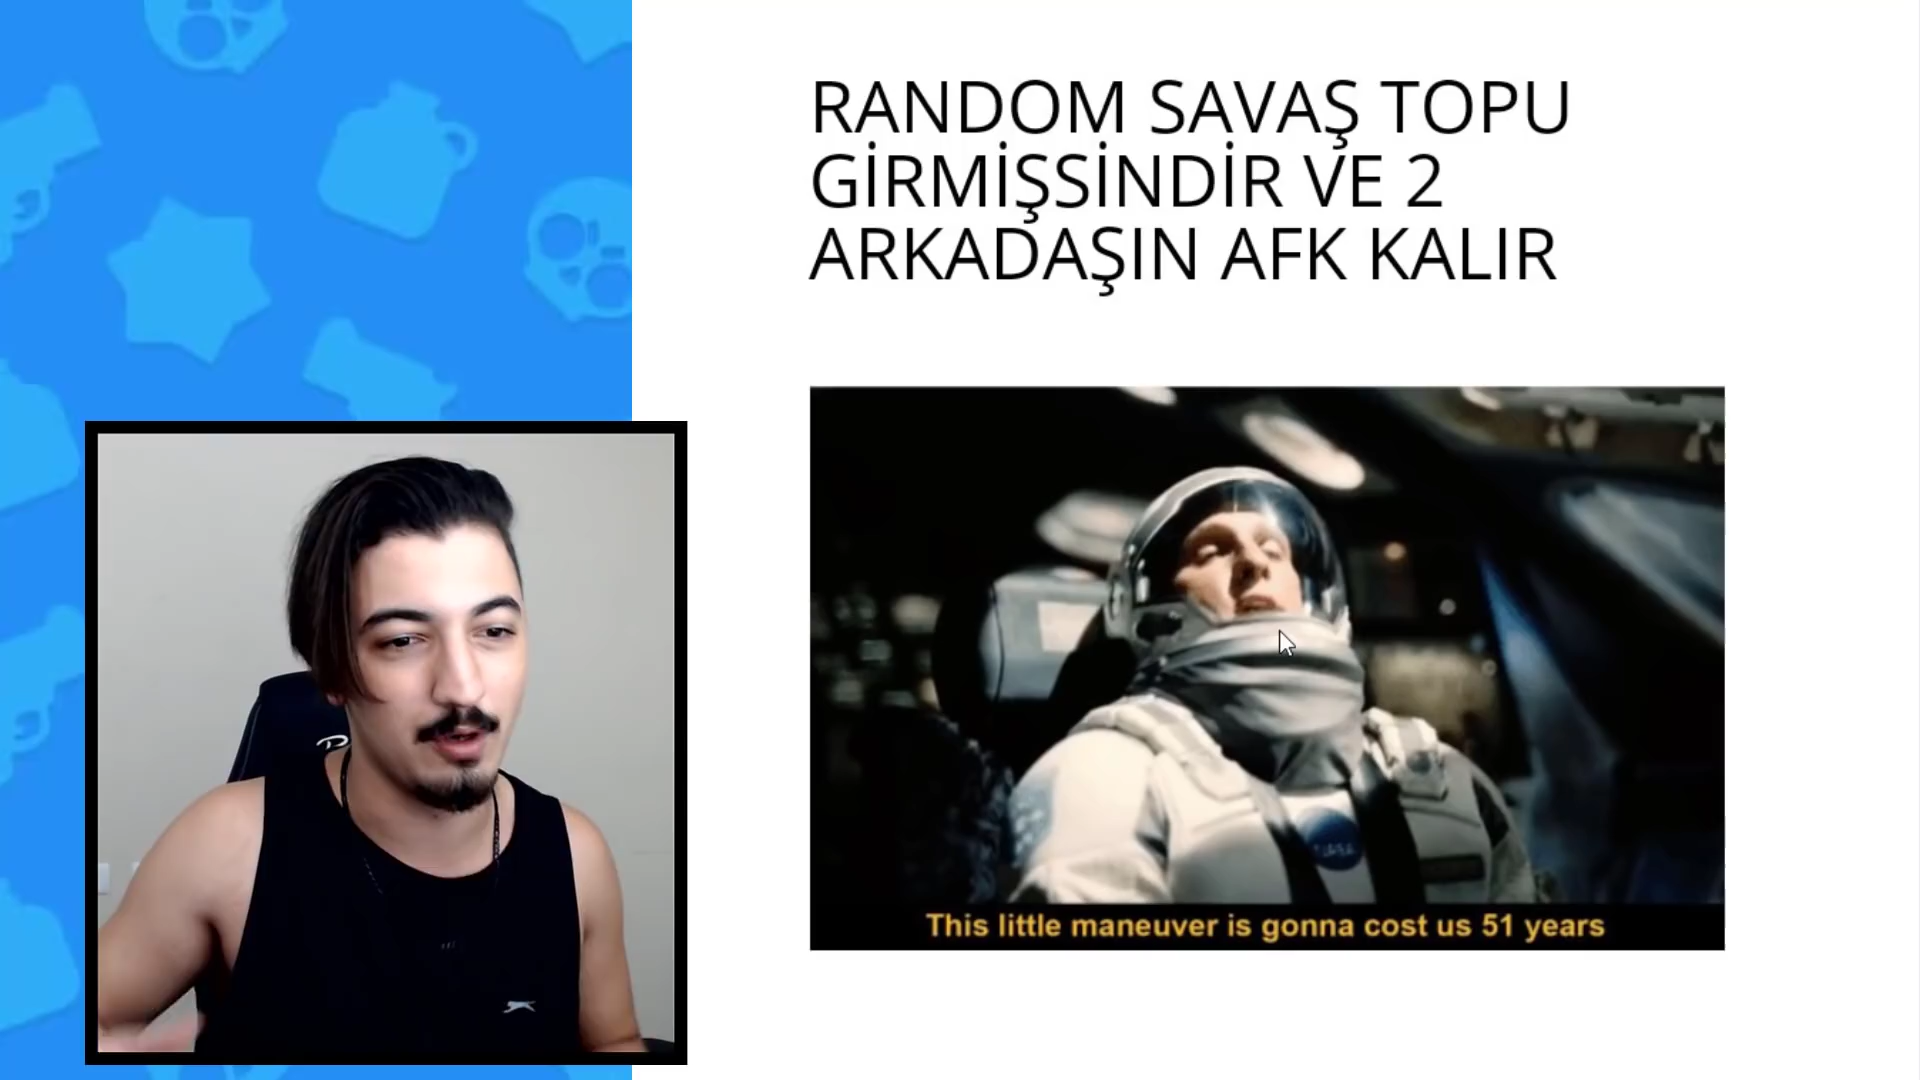 RANDOM SAVAŞ TOPU
GİRMİŞSİNDİR VE 2
ARKADAŞIN AFK KALIR
This little maneuver is gonna cost us 51 years